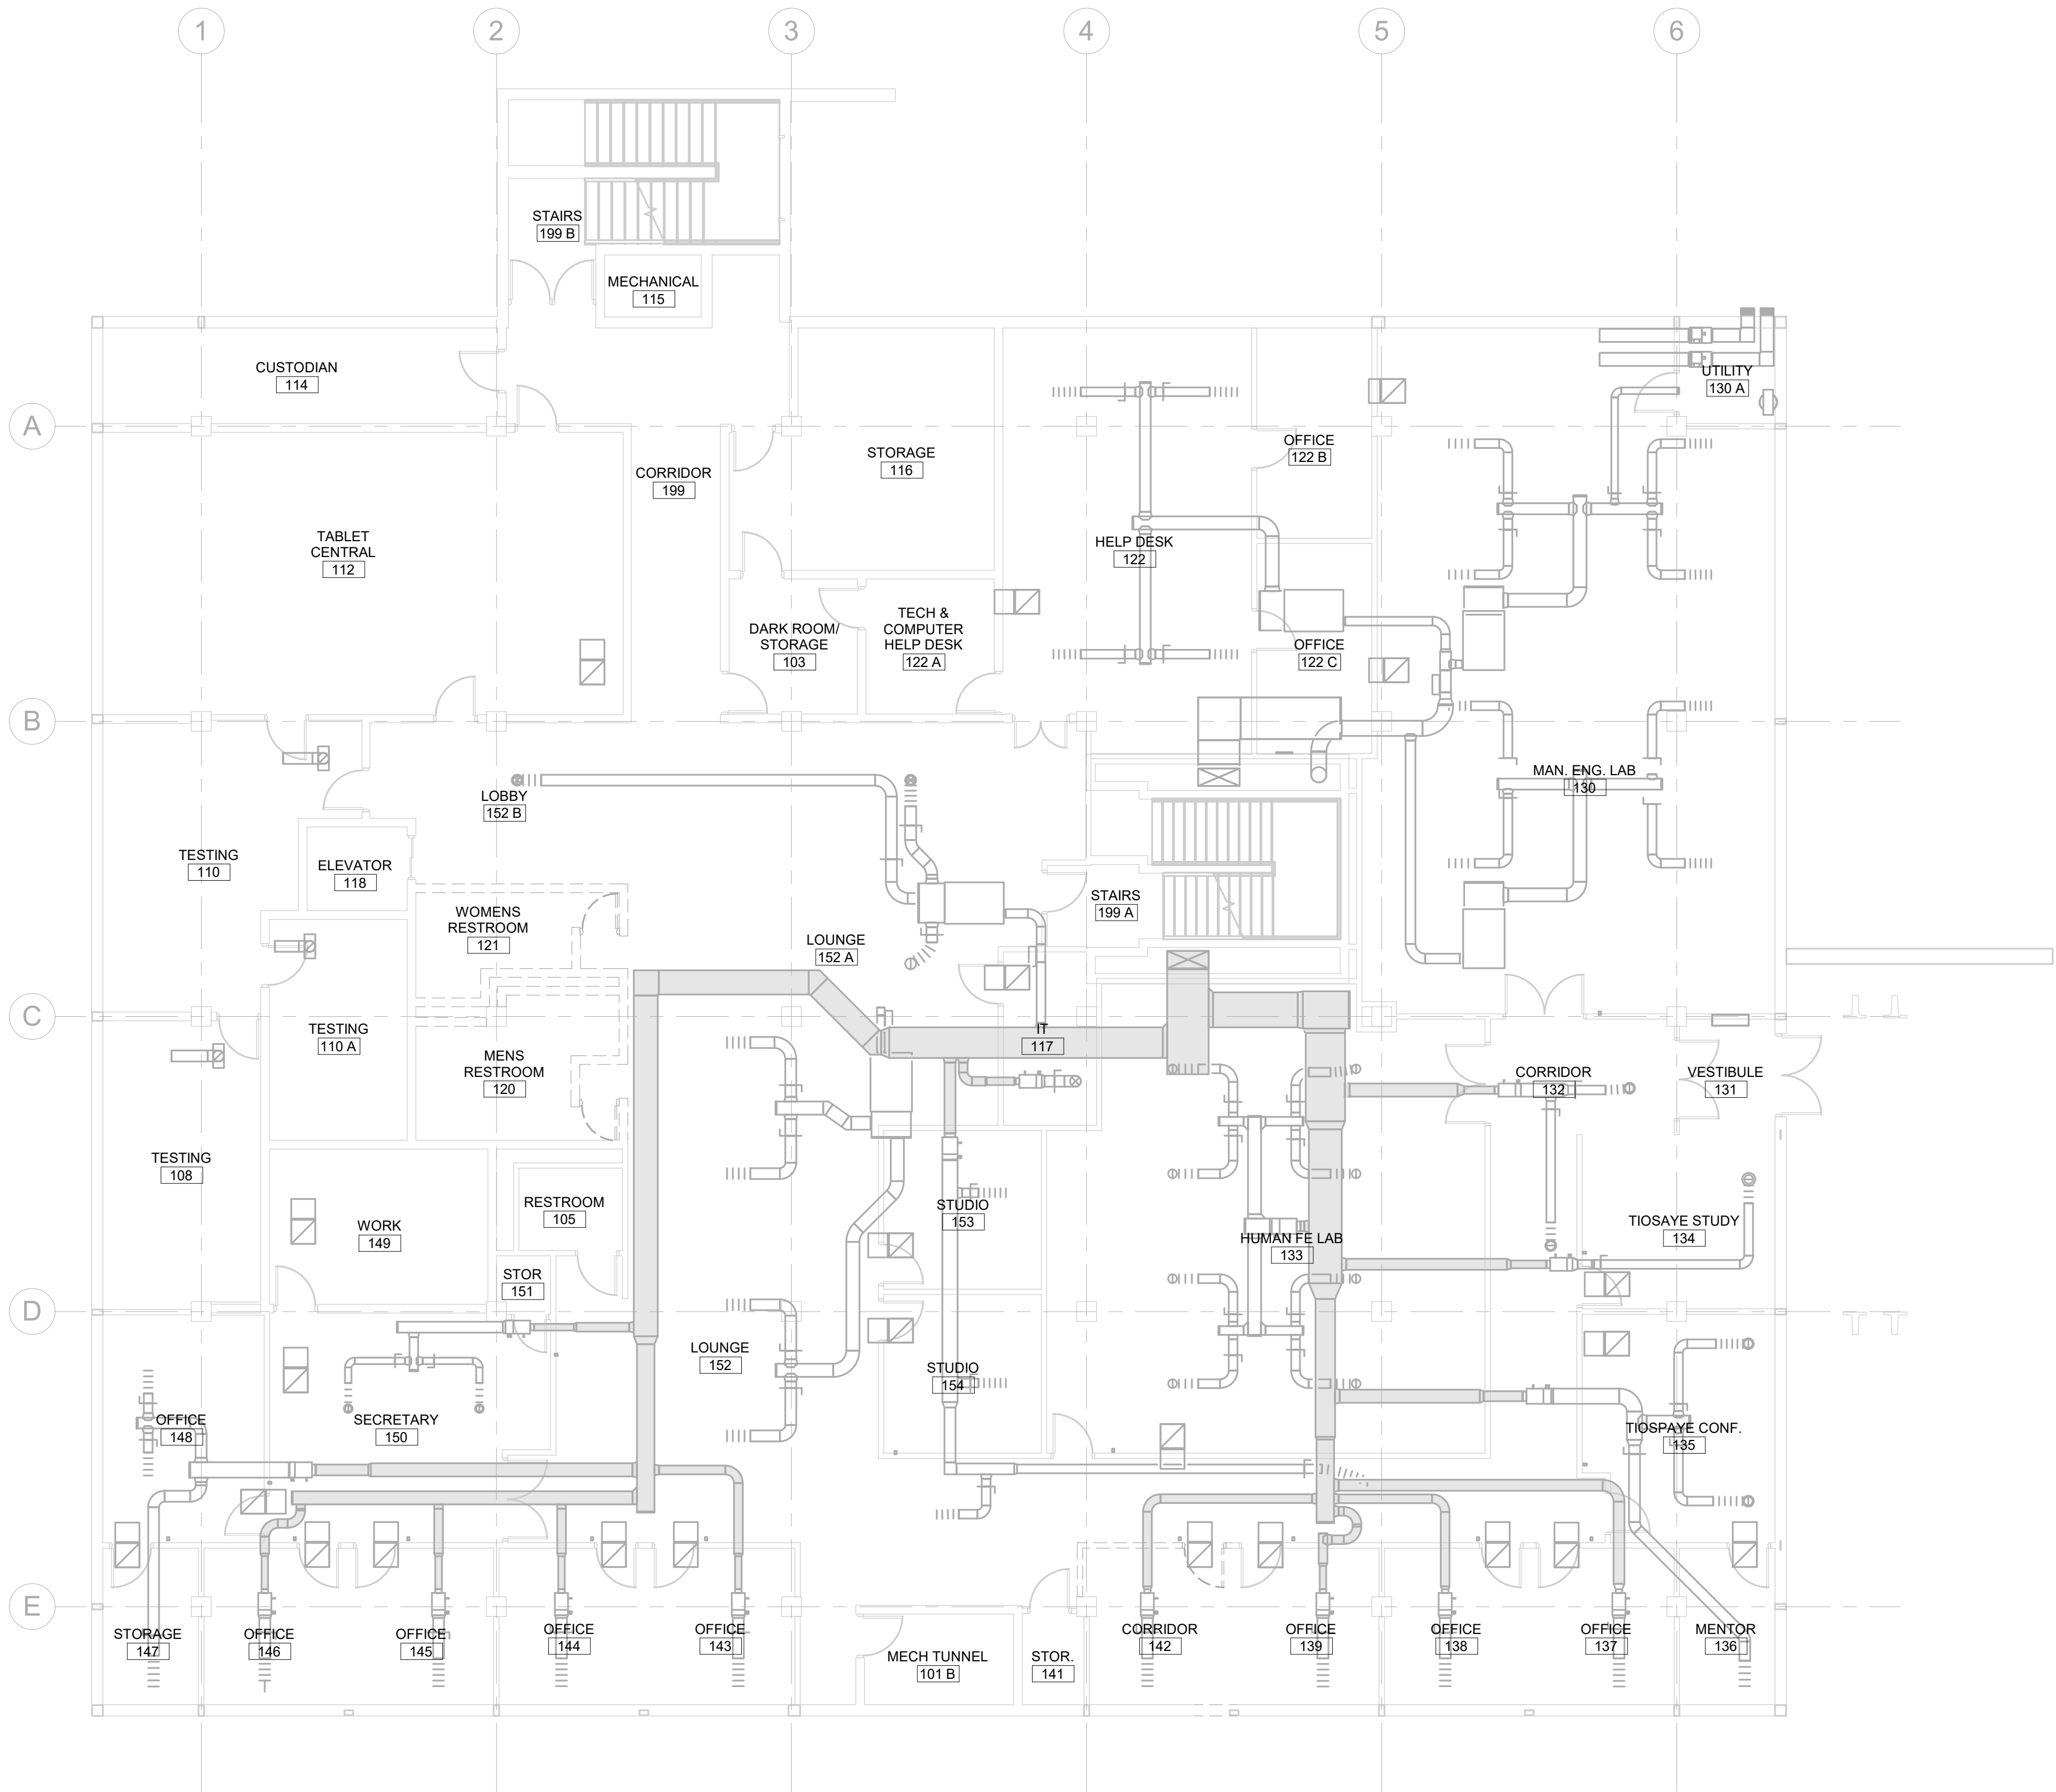 1
2
3
4
5
6
STAIRS
199 B
MECHANICAL
115
CUSTODIAN
114
UTILITY
130 A
A
OFFICE
122 B
STORAGE
116
CORRIDOR
199
TABLET
CENTRAL
112
HELP DESK
122
TECH &
COMPUTER
HELP DESK
122 A
DARK ROOM/
STORAGE
103
OFFICE
122 C
B
MAN. ENG. LAB
130
LOBBY
152 B
TESTING
110
ELEVATOR
118
STAIRS
199 A
WOMENS
RESTROOM
121
LOUNGE
152 A
C
TESTING
110 A
IT
117
MENS
RESTROOM
120
CORRIDOR
132
VESTIBULE
131
TESTING
108
RESTROOM
105
STUDIO
153
WORK
149
TIOSAYE STUDY
134
HUMAN FE LAB
133
STOR
151
D
LOUNGE
152
STUDIO
154
OFFICE
148
SECRETARY
150
TIOSPAYE CONF.
135
E
STORAGE
147
OFFICE
146
OFFICE
145
OFFICE
144
OFFICE
143
MECH TUNNEL
101 B
STOR.
141
CORRIDOR
142
OFFICE
139
OFFICE
138
OFFICE
137
MENTOR
136